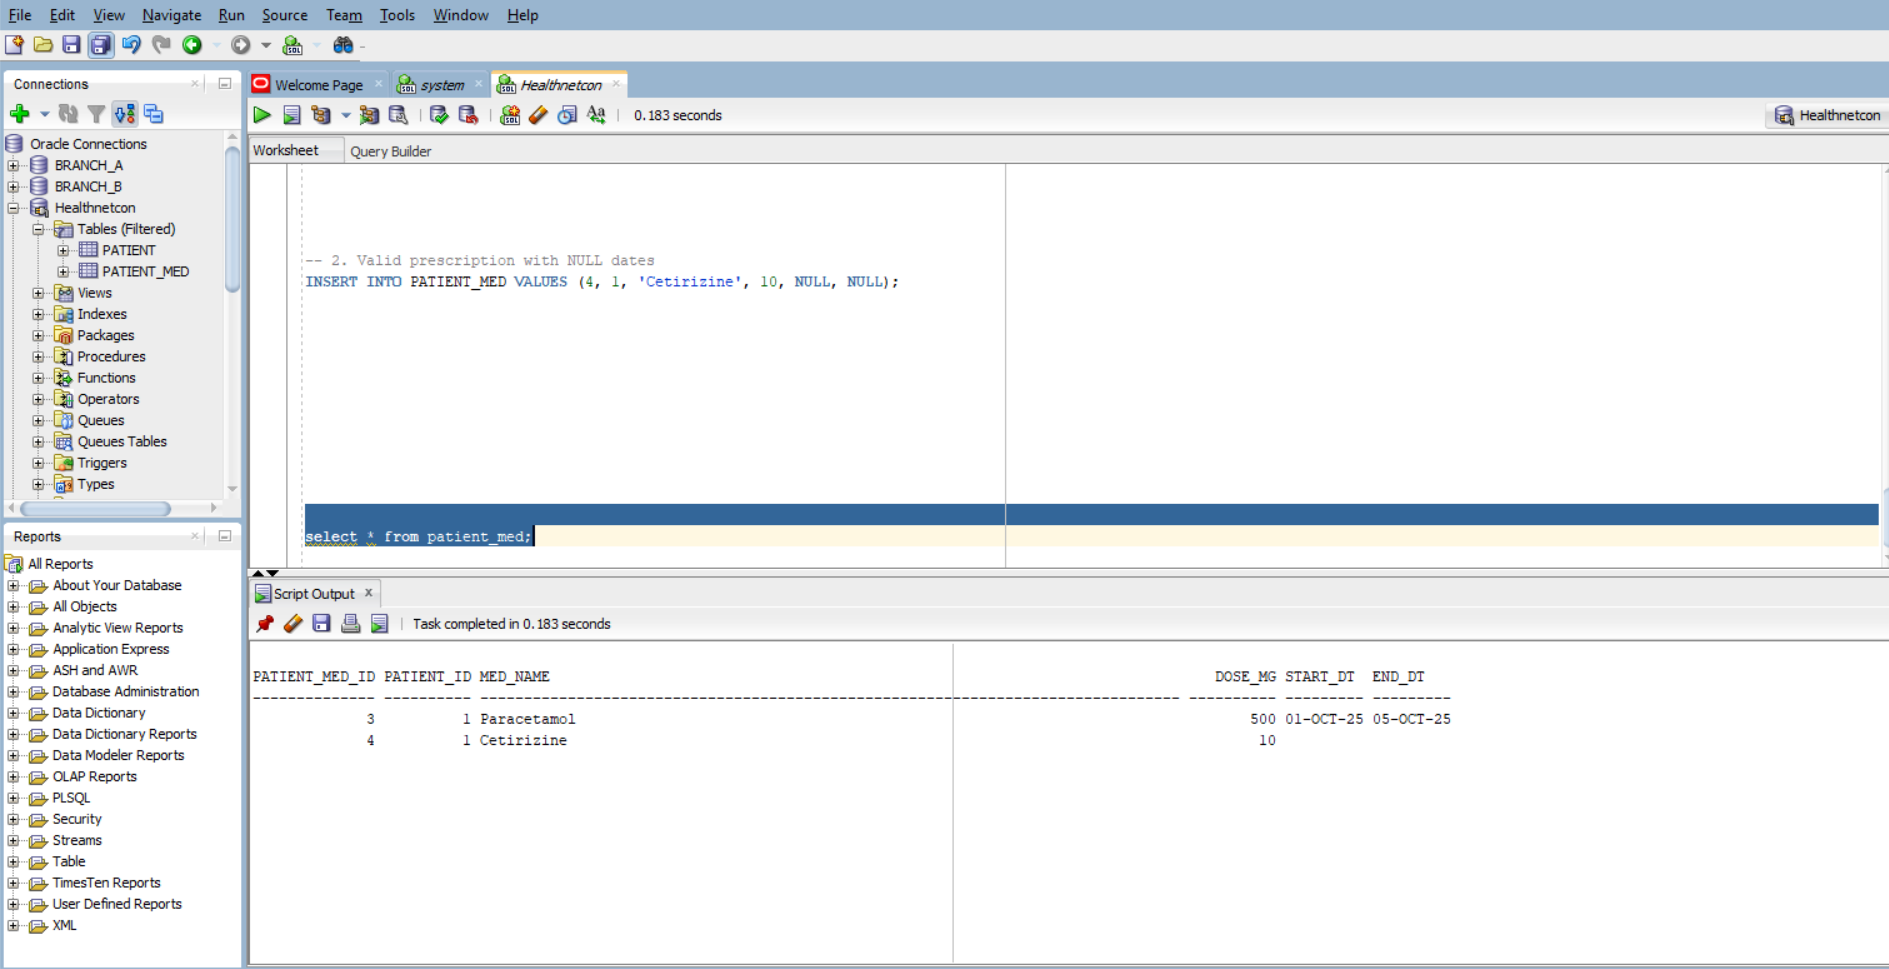 File Edit View Navigate Run Source Team Tools Window Help
Connections
Oracle Connections
BRANCH_A
BRANCH_B
Healthnetcon
Tables (Filtered)
PATIENT
PATIENT_MED
Views
Indexes
Packages
Procedures
Functions
Operators
Queues
Queues Tables
Triggers
Types
Reports
All Reports
About Your Database
All Objects
Analytic View Reports
Application Express
ASH and AWR
Database Administration
Data Dictionary
Data Dictionary Reports
Data Modeler Reports
OLAP Reports
PLSQL
Security
Streams
Table
TimesTen Reports
User Defined Reports
XML
Welcome Page system Healthnetcon
0.183 seconds
Healthnetcon
Worksheet Query Builder
-- 2. Valid prescription with NULL dates
INSERT INTO PATIENT_MED VALUES (4, 1, 'Cetirizine', 10, NULL, NULL);
select * from patient_med;
Script Output x
Task completed in 0.183 seconds
PATIENT_MED_ID PATIENT_ID MED_NAME DOSE_MG START_DT END_DT
3 1 Paracetamol 500 01-OCT-25 05-OCT-25
4 1 Cetirizine 10